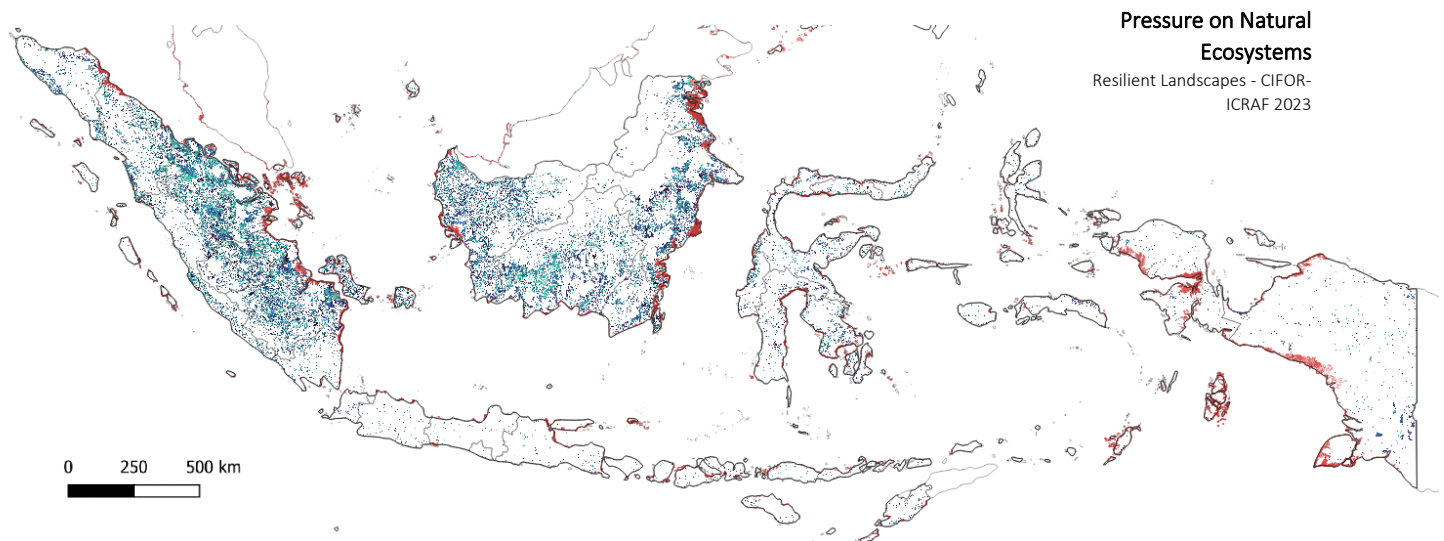 Pressure on Natural
Ecosystems
Resilient Landscapes - CIFOR-
ICRAF 2023
0 250 500 km